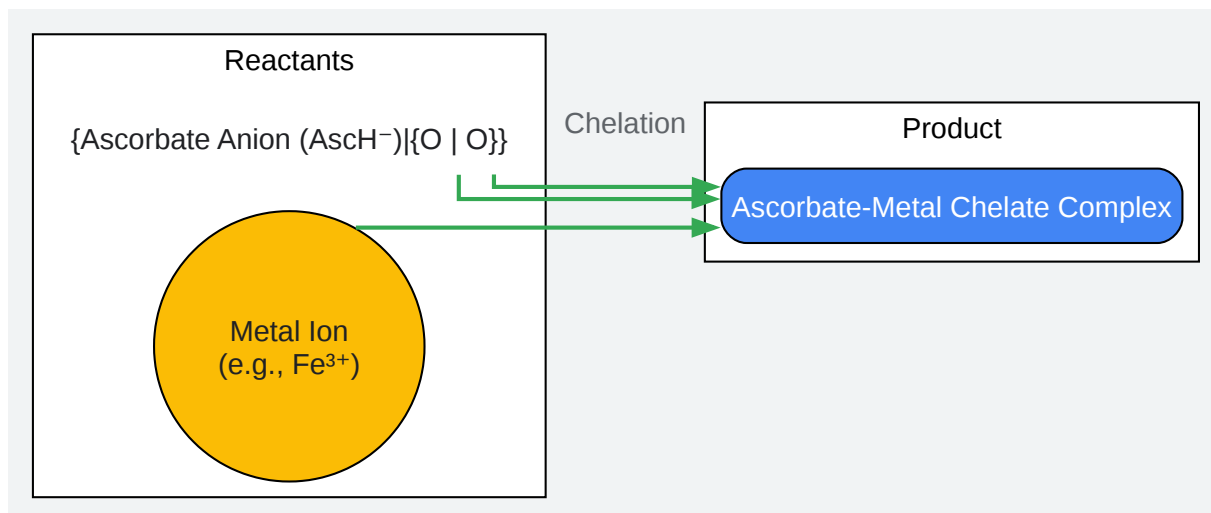 Reactants
{Ascorbate Anion (AscH⁻)|{O | O}}
Metal Ion
(e.g., Fe³⁺)
Chelation
Product
Ascorbate-Metal Chelate Complex